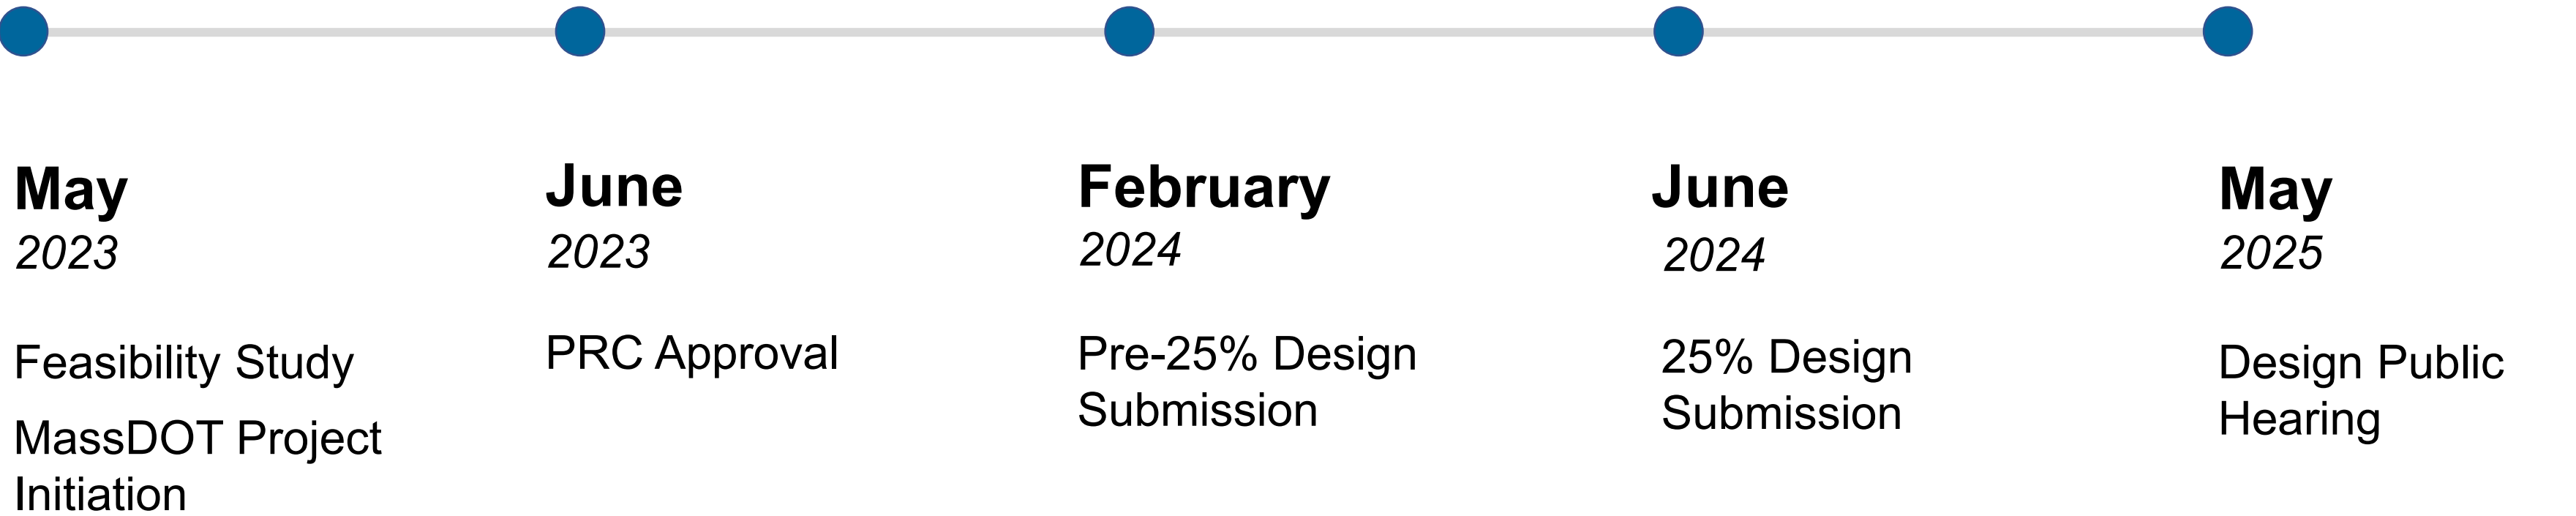 May
2023
Feasibility Study
MassDOT Project
Initiation
June
2023
PRC Approval
February
2024
Pre-25% Design
Submission
June
2024
25% Design
Submission
May
2025
Design Public
Hearing